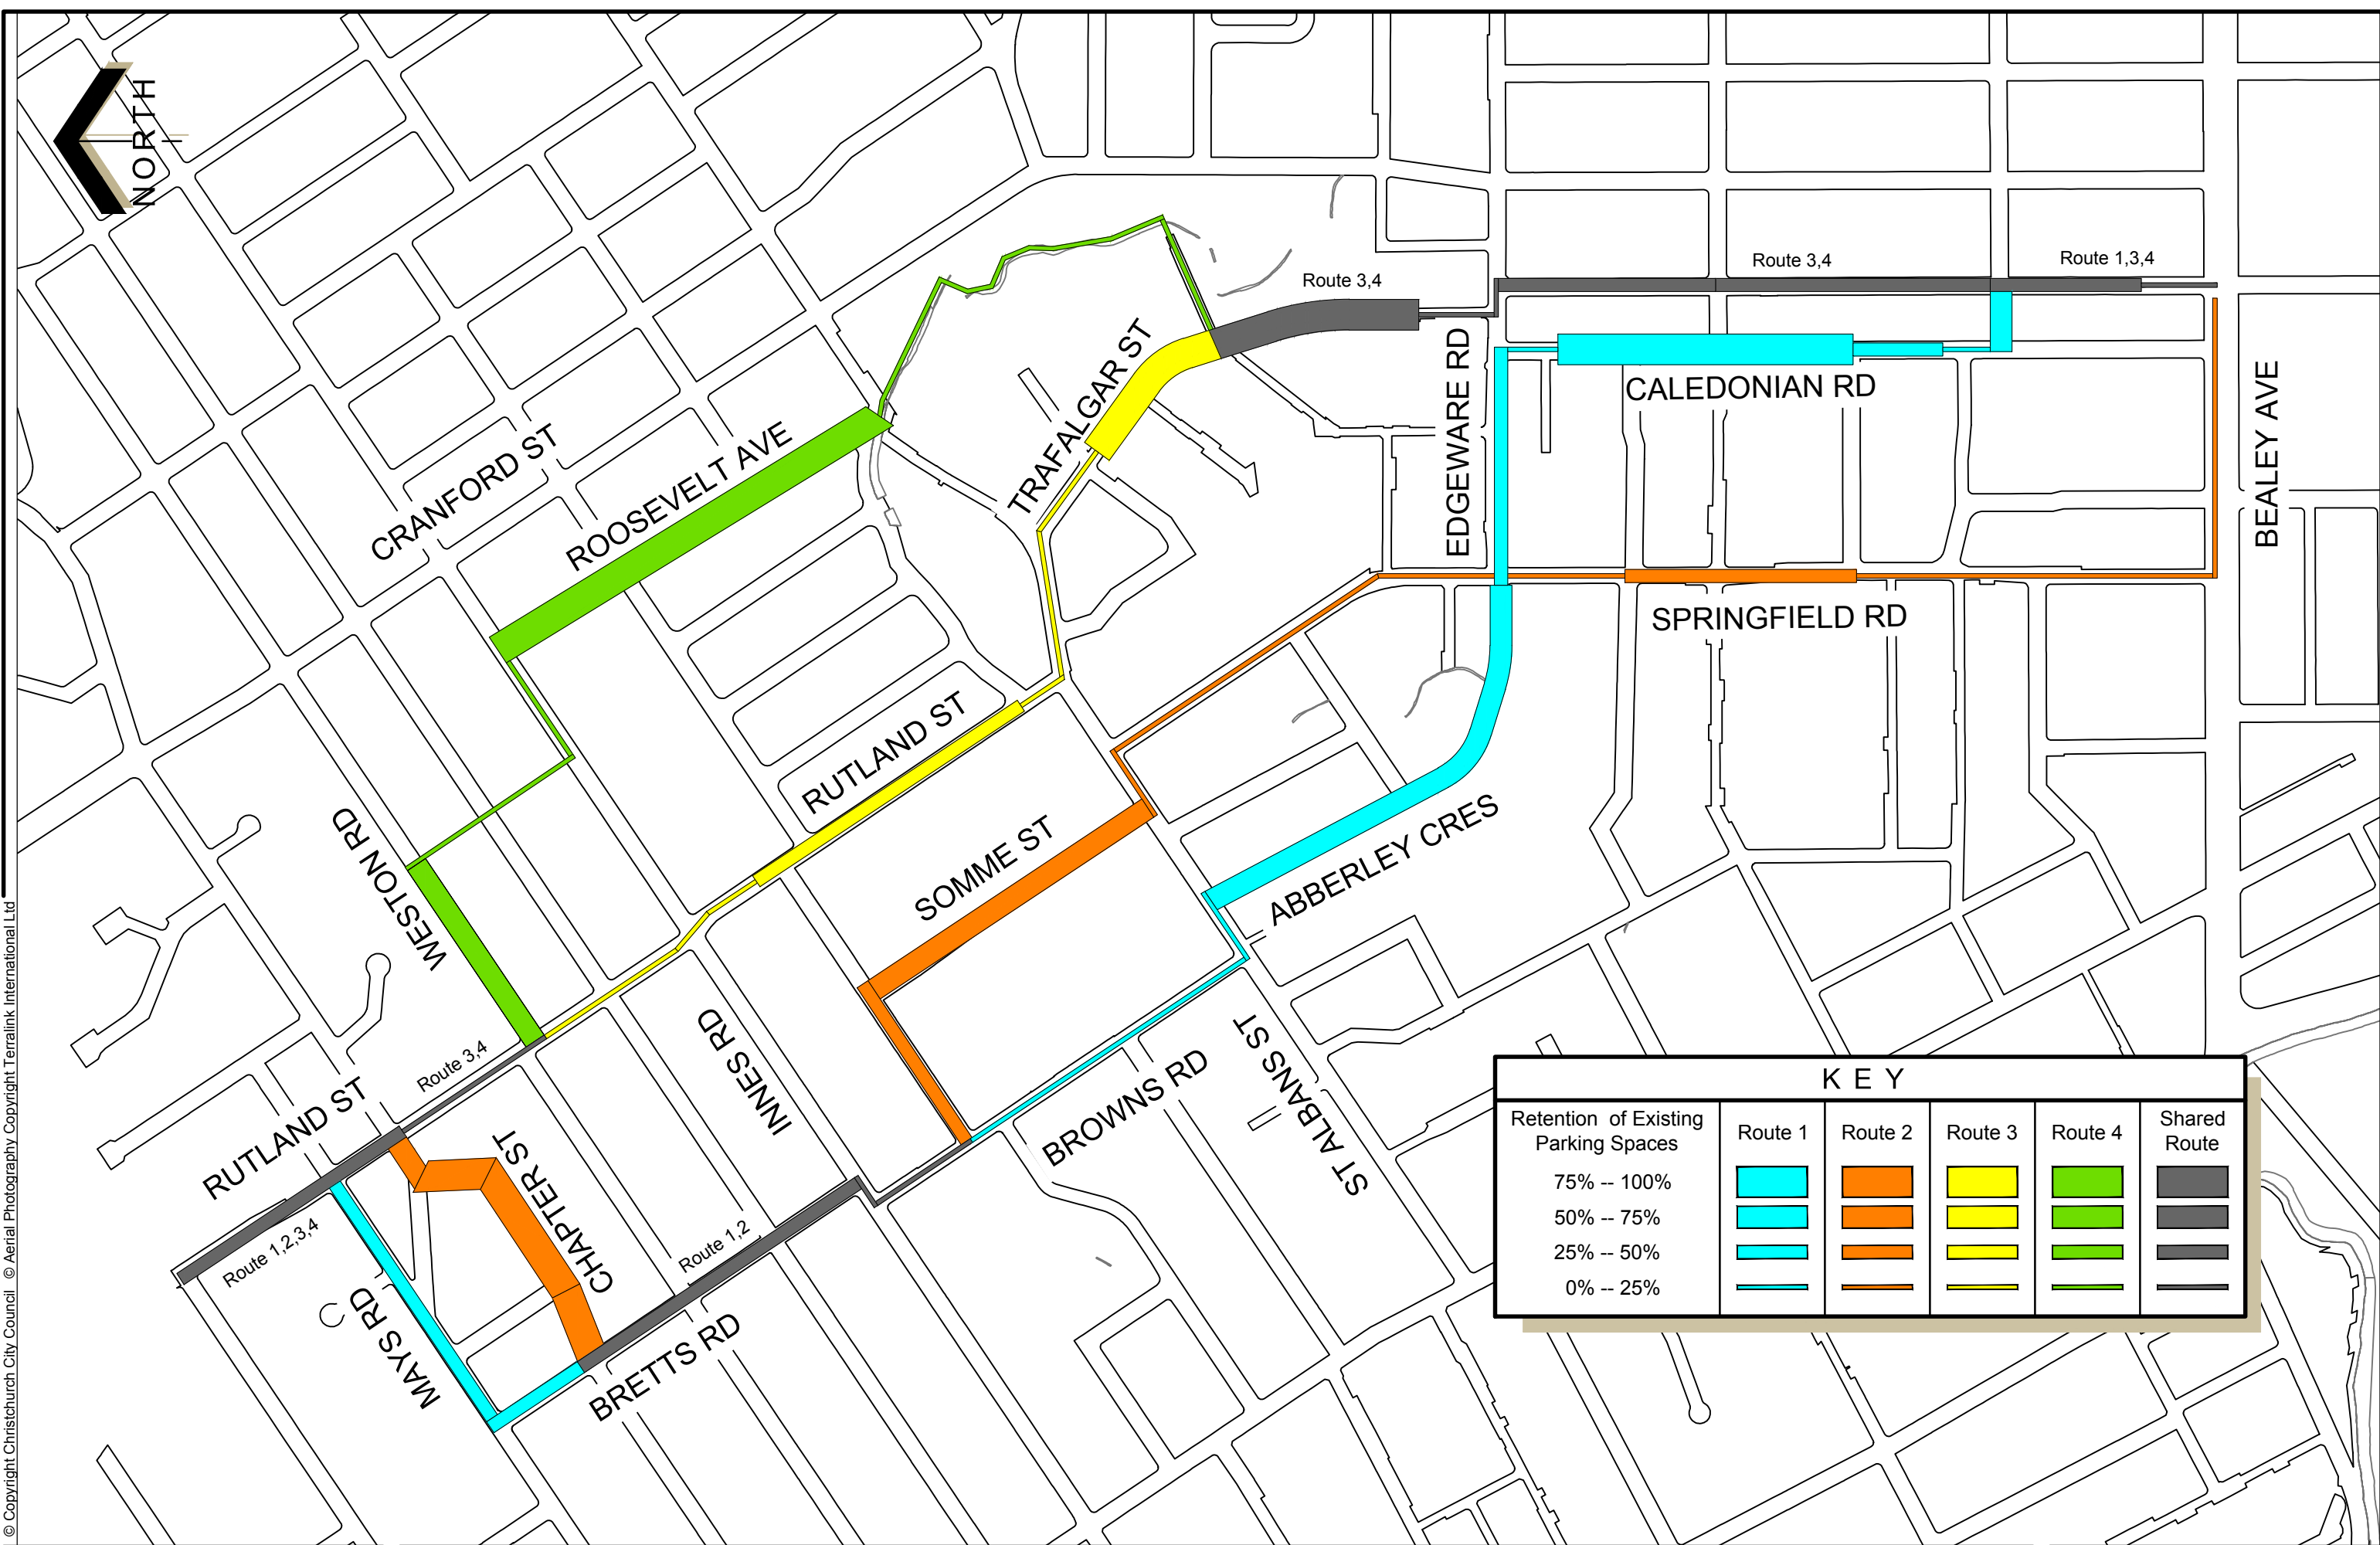 NORTH
Route 3,4
Route 1,3,4
Route 3,4
CRANFORD ST
ROOSEVELT AVE
TRAFALGAR ST
EDGEWARE RD
CALEDONIAN RD
BEALEY AVE
SPRINGFIELD RD
RUTLAND ST
SOMME ST
ABBERLEY CRES
WESTON RD
INNES RD
BROWNS RD
ST ALBANS ST
Route 3,4
RUTLAND ST
CHAPTER ST
Route 1,2,3,4
Route 1,2
MAYS RD
BRETTS RD
KEY
Retention of Existing
Parking Spaces
Route 1
Route 2
Route 3
Route 4
Shared
Route
75% -- 100%
50% -- 75%
25% -- 50%
0% -- 25%
© Copyright Christchurch City Council © Aerial Photography Copyright Terralink International Ltd